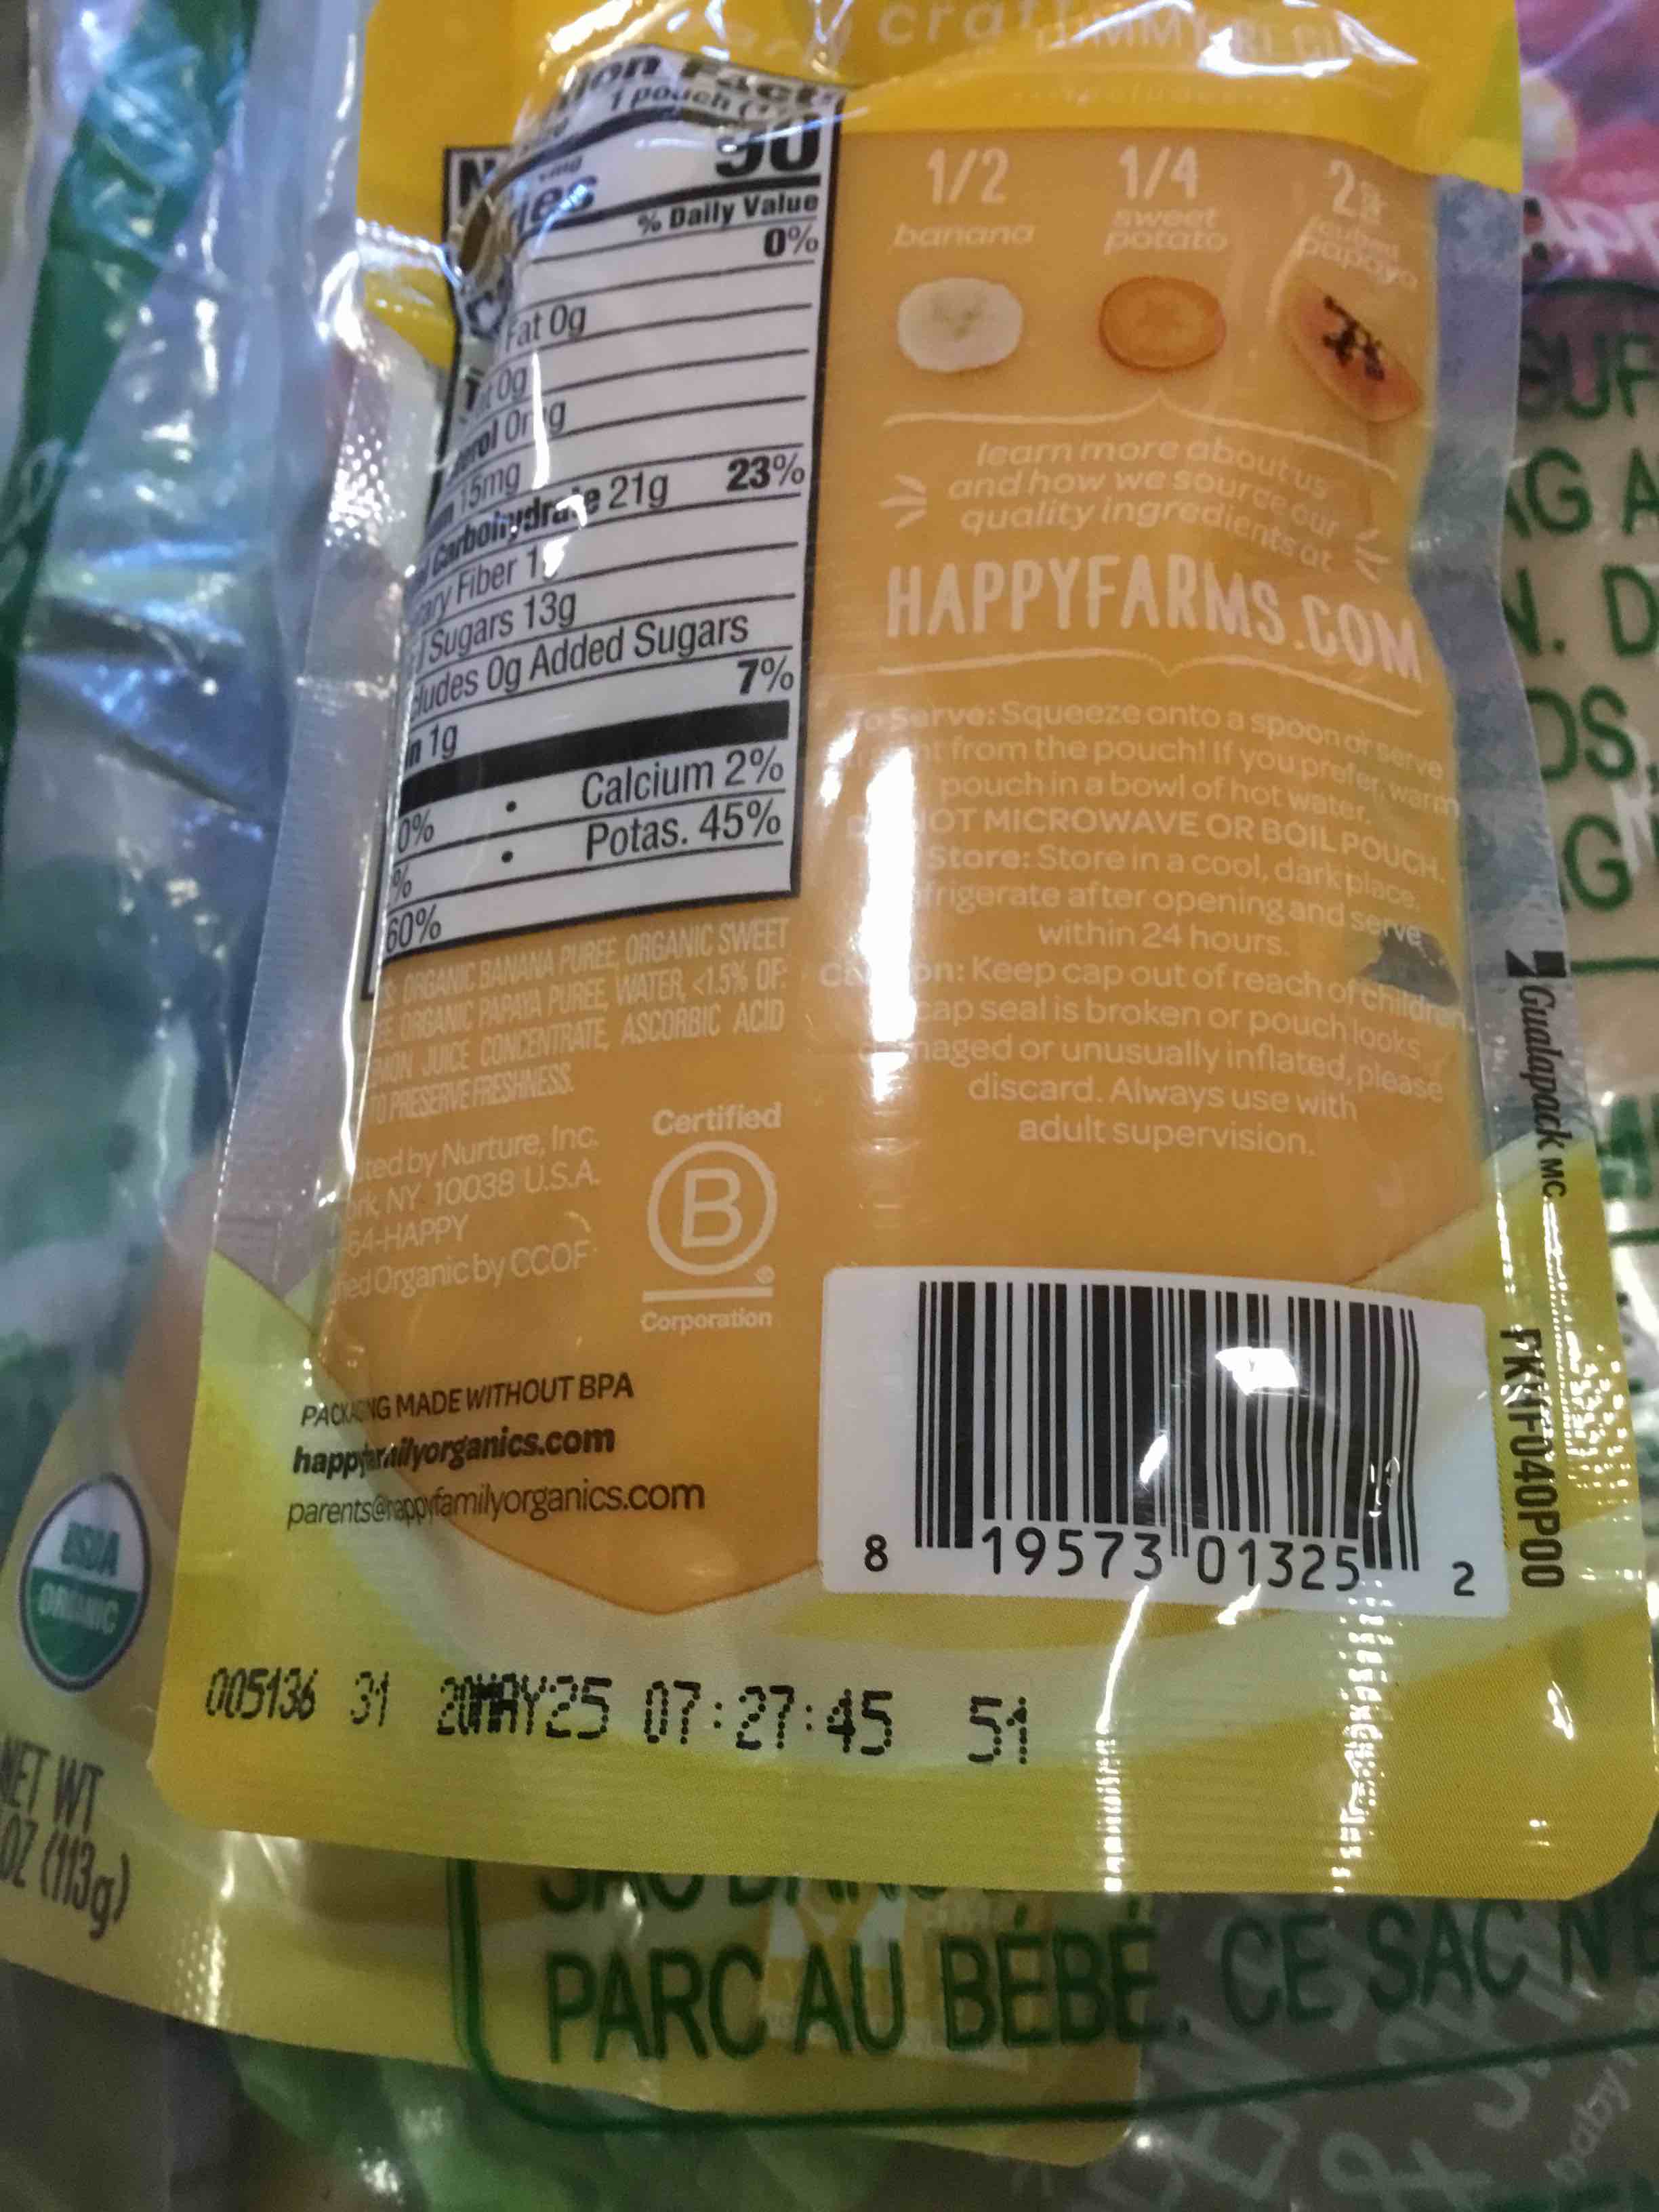 1 pouch
90
% Daily Value
0%
Fat 0g
0g
15mg
Carbohydrate 21g 23%
Fiber
Sugars 13g
0g Added Sugars
7%
1g
0% • Calcium 2%
% • Potas. 45%
60%
ORGANIC BANANA PUREE, ORGANIC SWEET
ORGANIC PAPAYA PUREE, WATER, <1.5% OF:
JUICE CONCENTRATE, ASCORBIC ACID
TO PRESERVE FRESHNESS.
by Nurture, Inc.
NY 10038 U.S.A.
64-HAPPY
Organic by CCOF
Certified
B
®
Corporation
PACKAGING MADE WITHOUT BPA
happyfamilyorganics.com
parents@happyfamilyorganics.com
1/2
banana
1/4
sweet
potato
papaya
learn more about us
and how we source our
quality ingredients at
HAPPYFARMS.COM
To Serve: Squeeze onto a spoon or serve
from the pouch! If you prefer, warm
pouch in a bowl of hot water.
NOT MICROWAVE OR BOIL POUCH.
Store: Store in a cool, dark place.
frigerate after opening and serve
within 24 hours.
Keep cap out of reach of children.
cap seal is broken or pouch looks
or unusually inflated, please
discard. Always use with
adult supervision.
8 19573 01325 2
Gualapack MC
005136 31 20MAY25 07:27:45 51
USDA
ORGANIC
NET WT
OZ (113g)
PARC AU BÉBÉ. CE SAC